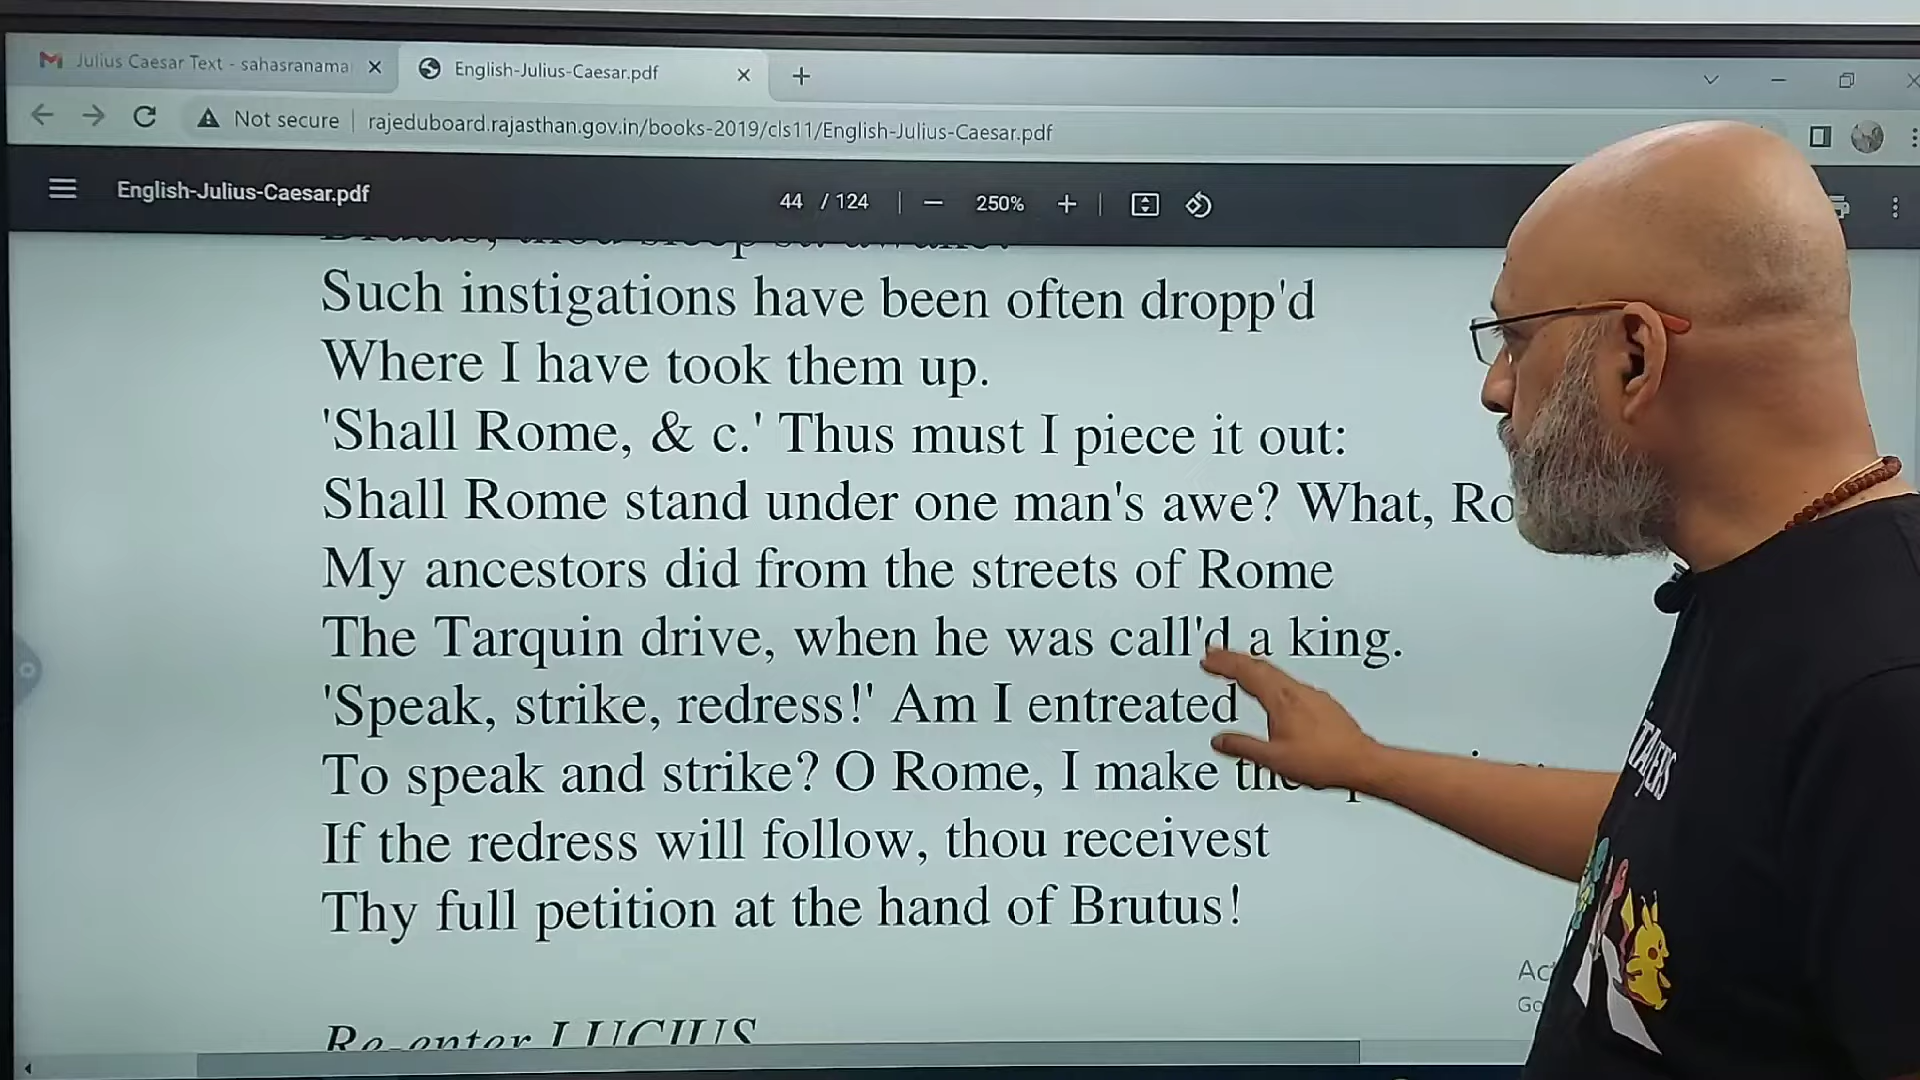 Julius Caesar Text - sahasranama
English-Julius-Caesar.pdf
Not secure
rajeduboard.rajasthan.gov.in/books-2019/cls11/English-Julius-Caesar.pdf
English-Julius-Caesar.pdf
44 / 124
250%
Such instigations have been often dropp'd
Where I have took them up.
'Shall Rome, & c.' Thus must I piece it out:
Shall Rome stand under one man's awe? What, Ro
My ancestors did from the streets of Rome
The Tarquin drive, when he was call'd a king.
'Speak, strike, redress!' Am I entreated
To speak and strike? O Rome, I make
If the redress will follow, thou receivest
Thy full petition at the hand of Brutus!
Re-enter LUCIUS